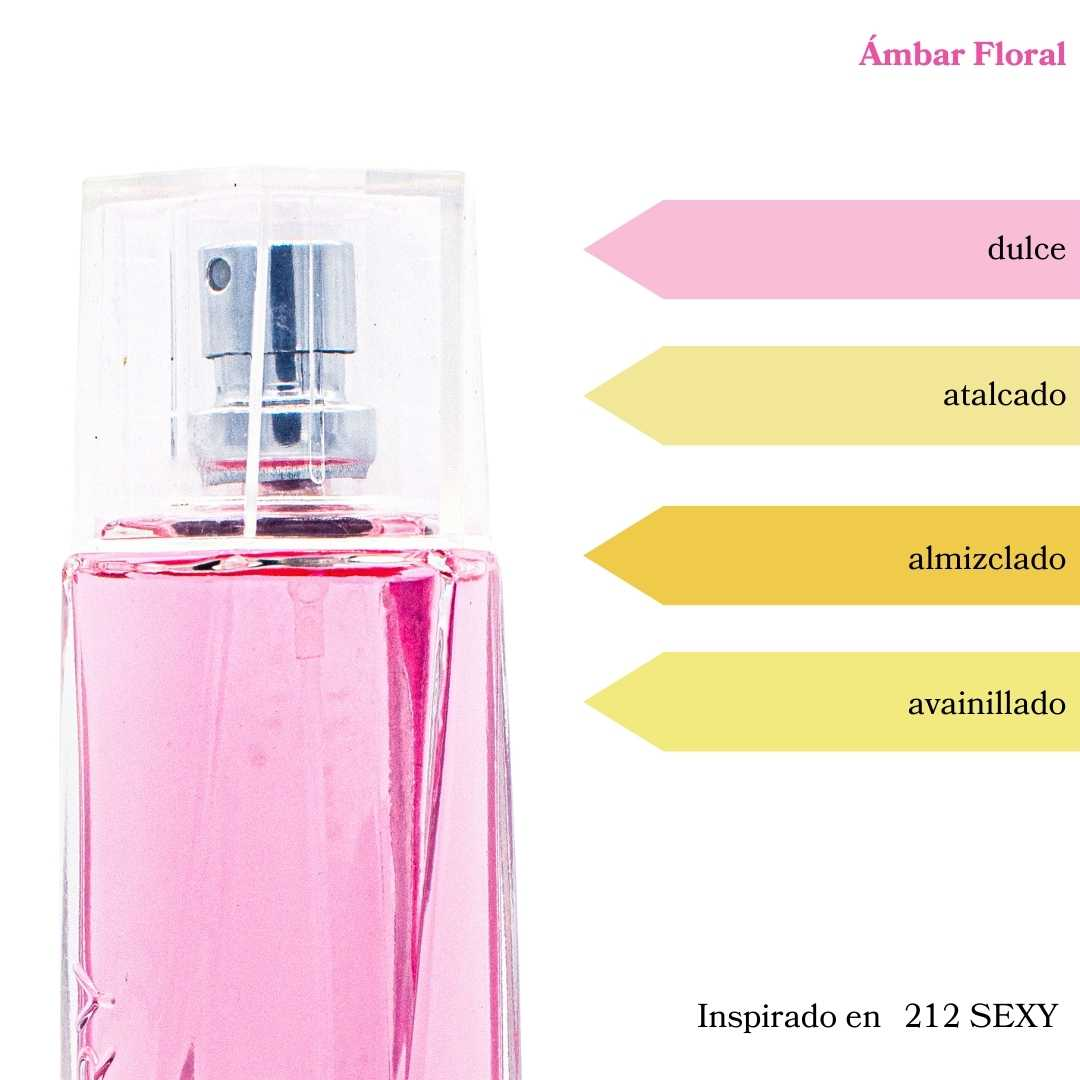 Ámbar Floral
dulce
atalcado
almizclado
avainillado
Inspirado en 212 SEXY